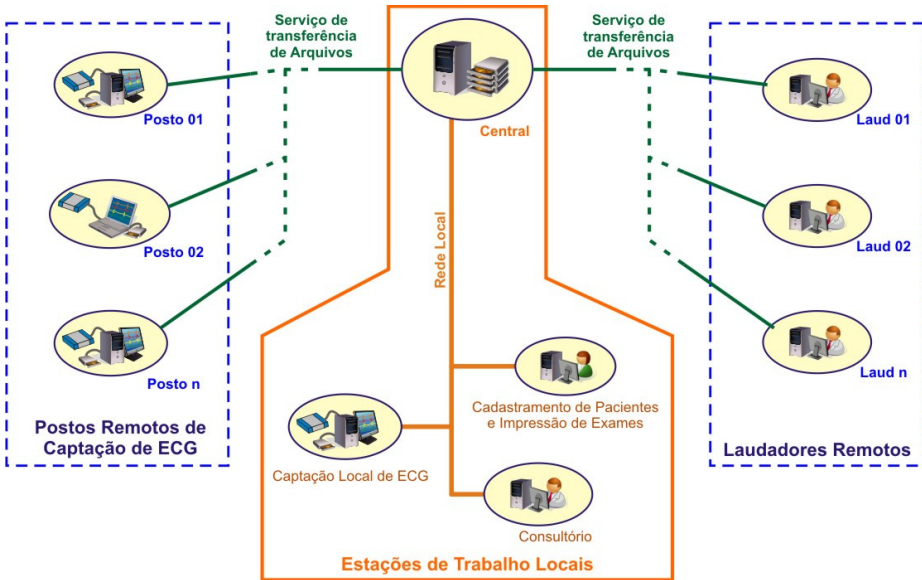 Serviço de
transferência
de Arquivos
Serviço de
transferência
de Arquivos
Posto 01
Central
Laud 01
Posto 02
Rede Local
Laud 02
Posto n
Laud n
Cadastramento de Pacientes
e Impressão de Exames
Postos Remotos de
Captação de ECG
Captação Local de ECG
Laudadores Remotos
Consultório
Estações de Trabalho Locais